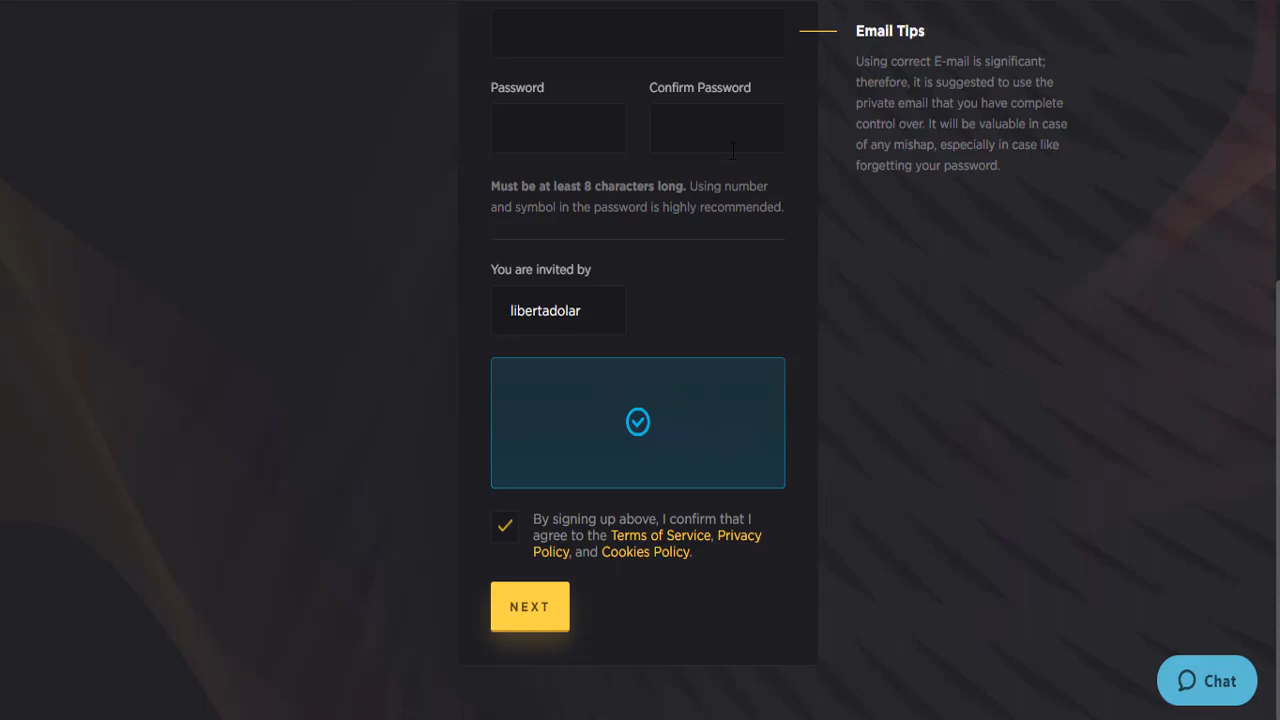 Email Tips
Using correct E-mail is significant;
therefore, it is suggested to use the
private email that you have complete
control over. It will be valuable in case
of any mishap, especially in case like
forgetting your password.
Password
Confirm Password
Must be at least 8 characters long. Using number
and symbol in the password is highly recommended.
You are invited by
libertadolar
By signing up above, I confirm that I
agree to the Terms of Service, Privacy
Policy, and Cookies Policy.
NEXT
Chat